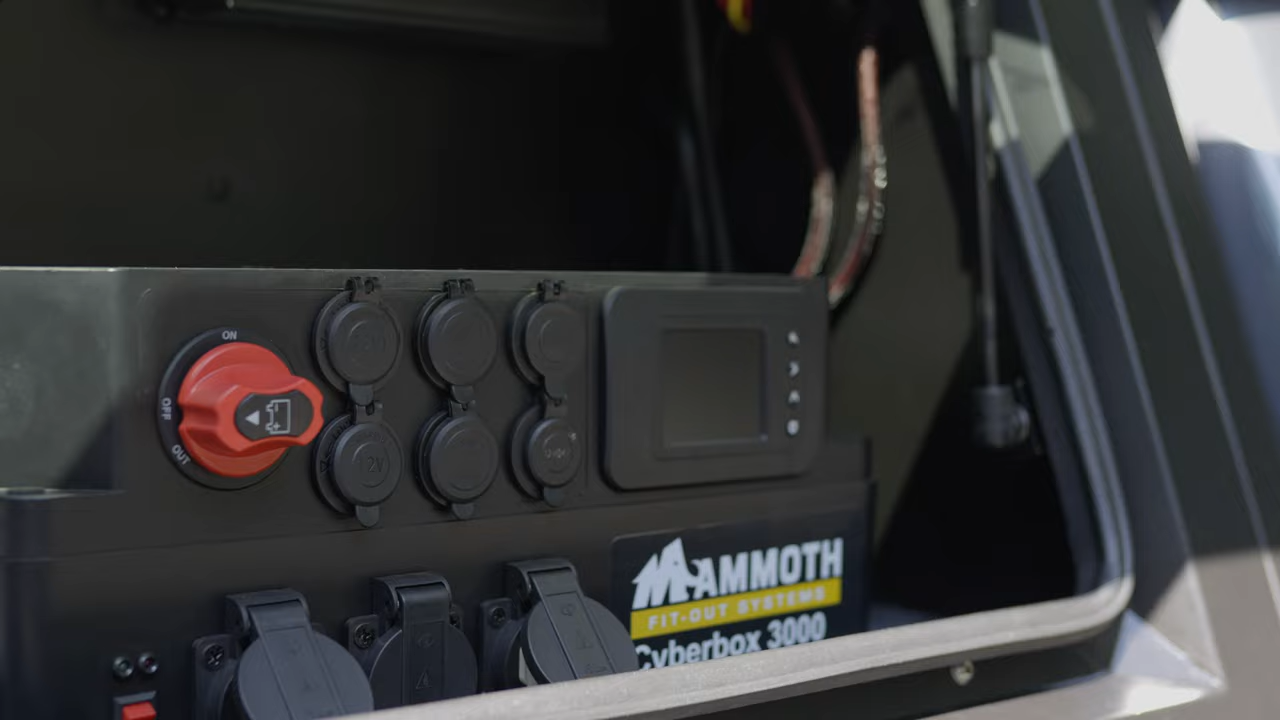 ON
OFF
OUT
12V
MAMMOTH
FIT-OUT SYSTEMS
Cyberbox 3000